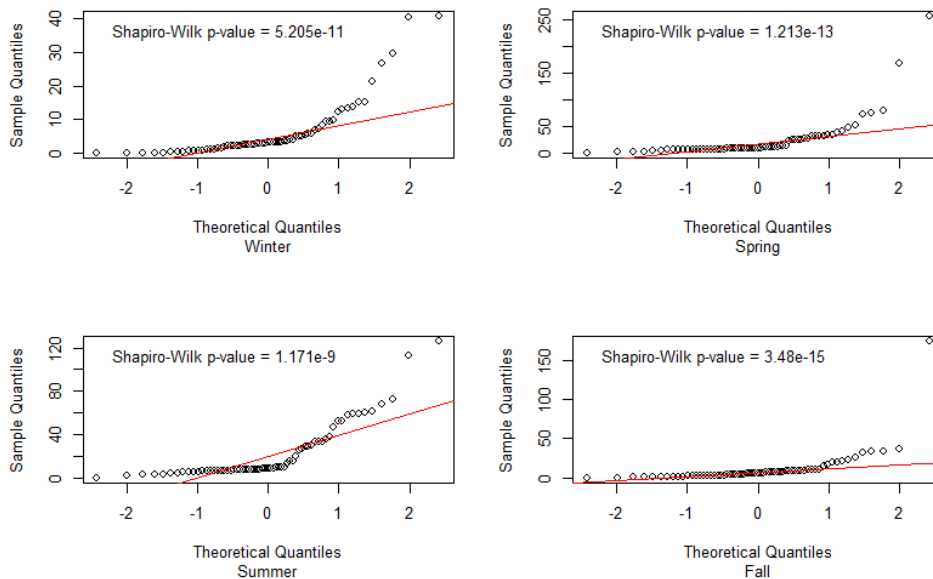 Shapiro-Wilk p-value = 5.205e-11
Sample Quantiles
0 10 20 30 40
-2 -1 0 1 2
Theoretical Quantiles
Winter
Shapiro-Wilk p-value = 1.213e-13
Sample Quantiles
0 50 150 250
-2 -1 0 1 2
Theoretical Quantiles
Spring
Shapiro-Wilk p-value = 1.171e-9
Sample Quantiles
0 40 80 120
-2 -1 0 1 2
Theoretical Quantiles
Summer
Shapiro-Wilk p-value = 3.48e-15
Sample Quantiles
0 50 100 150
-2 -1 0 1 2
Theoretical Quantiles
Fall